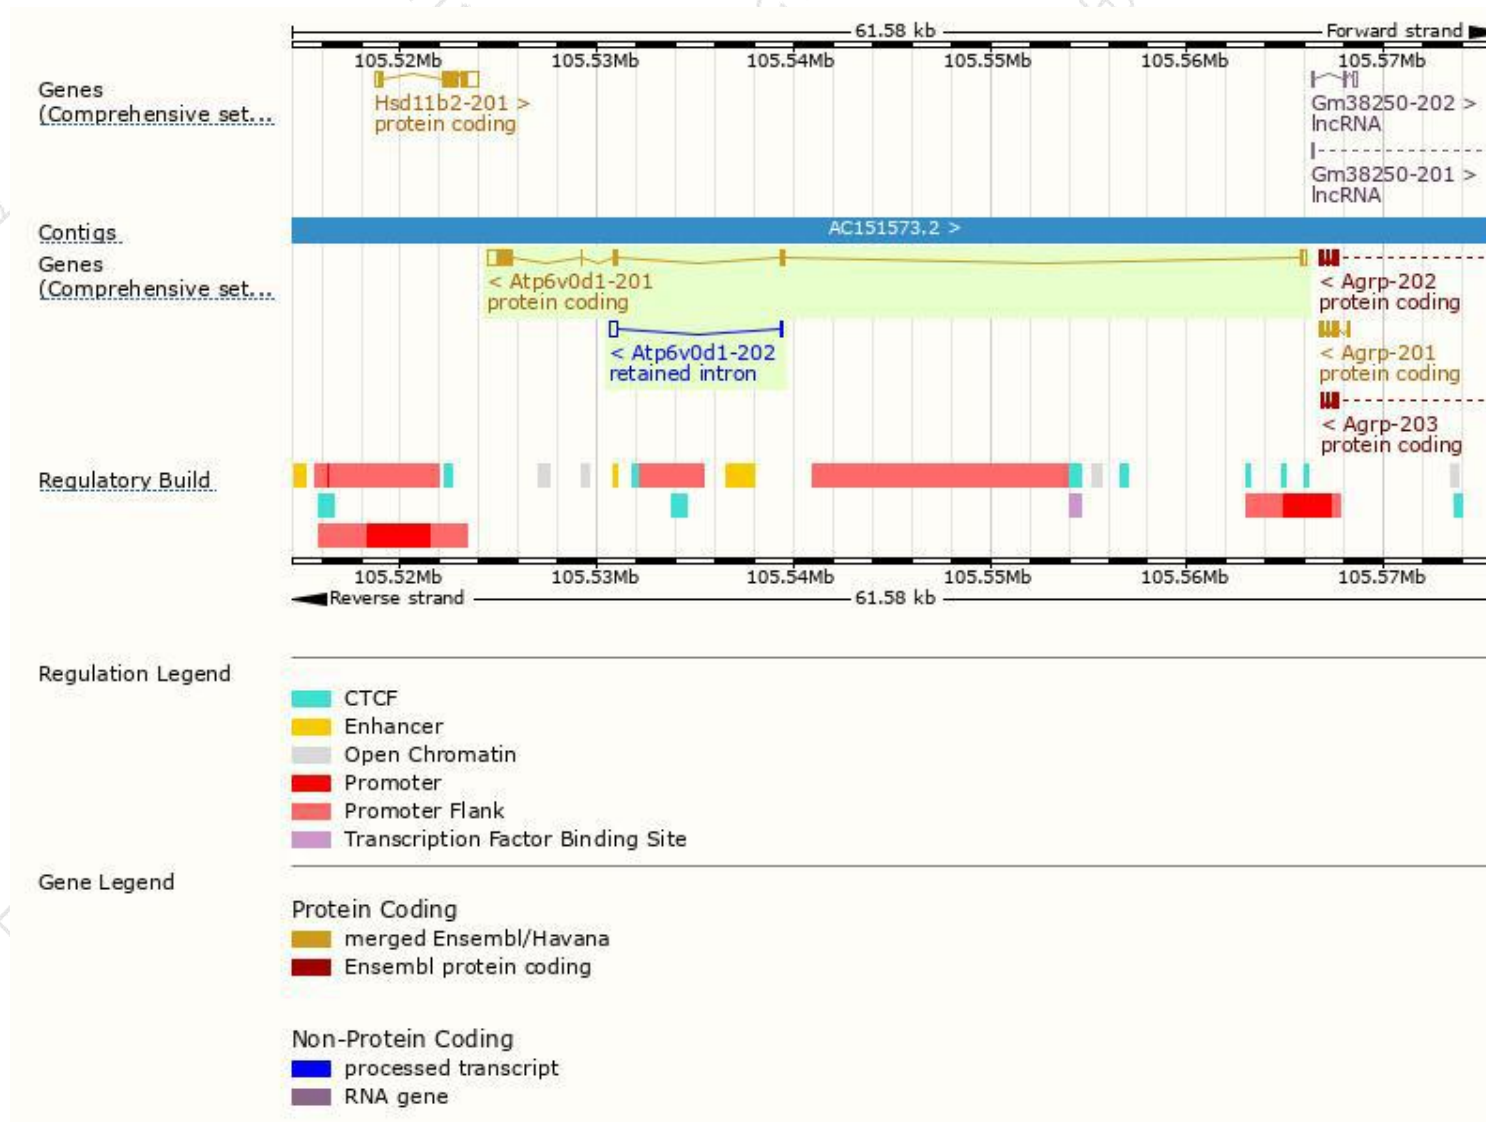 61.58 kb Forward strand
105.52Mb 105.53Mb 105.54Mb 105.55Mb 105.56Mb 105.57Mb
Genes
(Comprehensive set...
Hsd11b2-201 >
protein coding
Gm38250-202 >
lncRNA
Gm38250-201 >
lncRNA
Contigs
AC151573.2 >
Genes
(Comprehensive set...
< Atp6v0d1-201
protein coding
< Agrp-202
protein coding
< Atp6v0d1-202
retained intron
< Agrp-201
protein coding
< Agrp-203
protein coding
Regulatory Build
105.52Mb 105.53Mb 105.54Mb 105.55Mb 105.56Mb 105.57Mb
Reverse strand 61.58 kb
Regulation Legend
CTCF
Enhancer
Open Chromatin
Promoter
Promoter Flank
Transcription Factor Binding Site
Gene Legend
Protein Coding
merged Ensembl/Havana
Ensembl protein coding
Non-Protein Coding
processed transcript
RNA gene